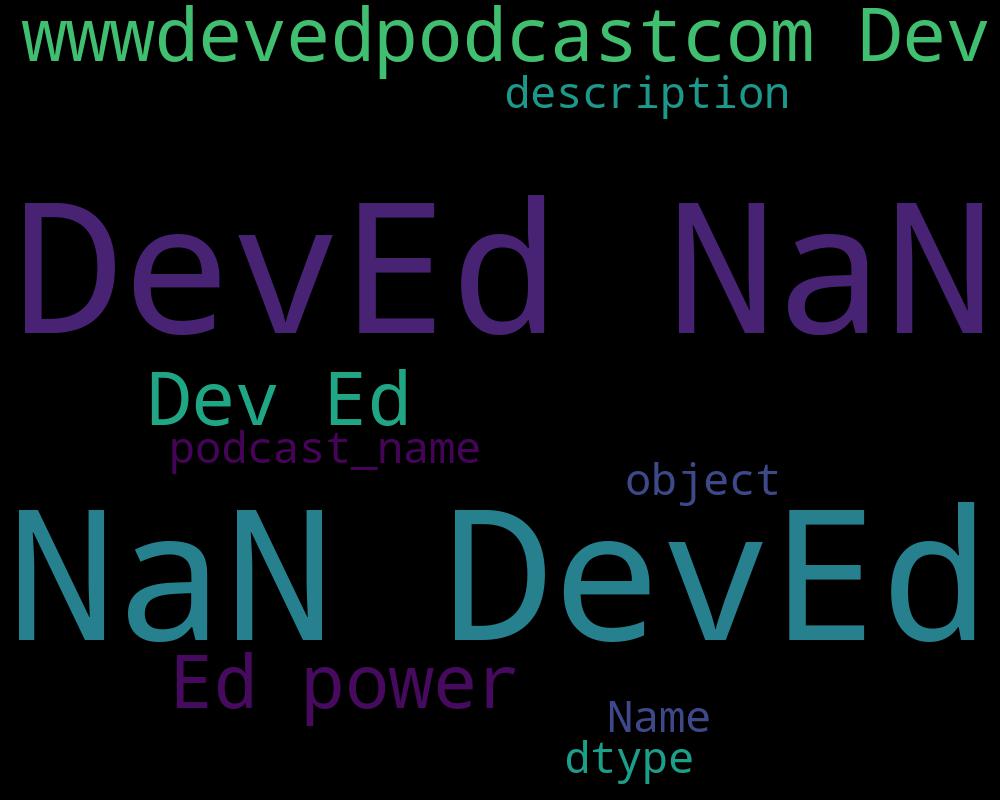 wwwdevedpodcastcom Dev
description
DevEd NaN
Dev Ed
podcast_name
object
NaN DevEd
Ed power
Name
dtype